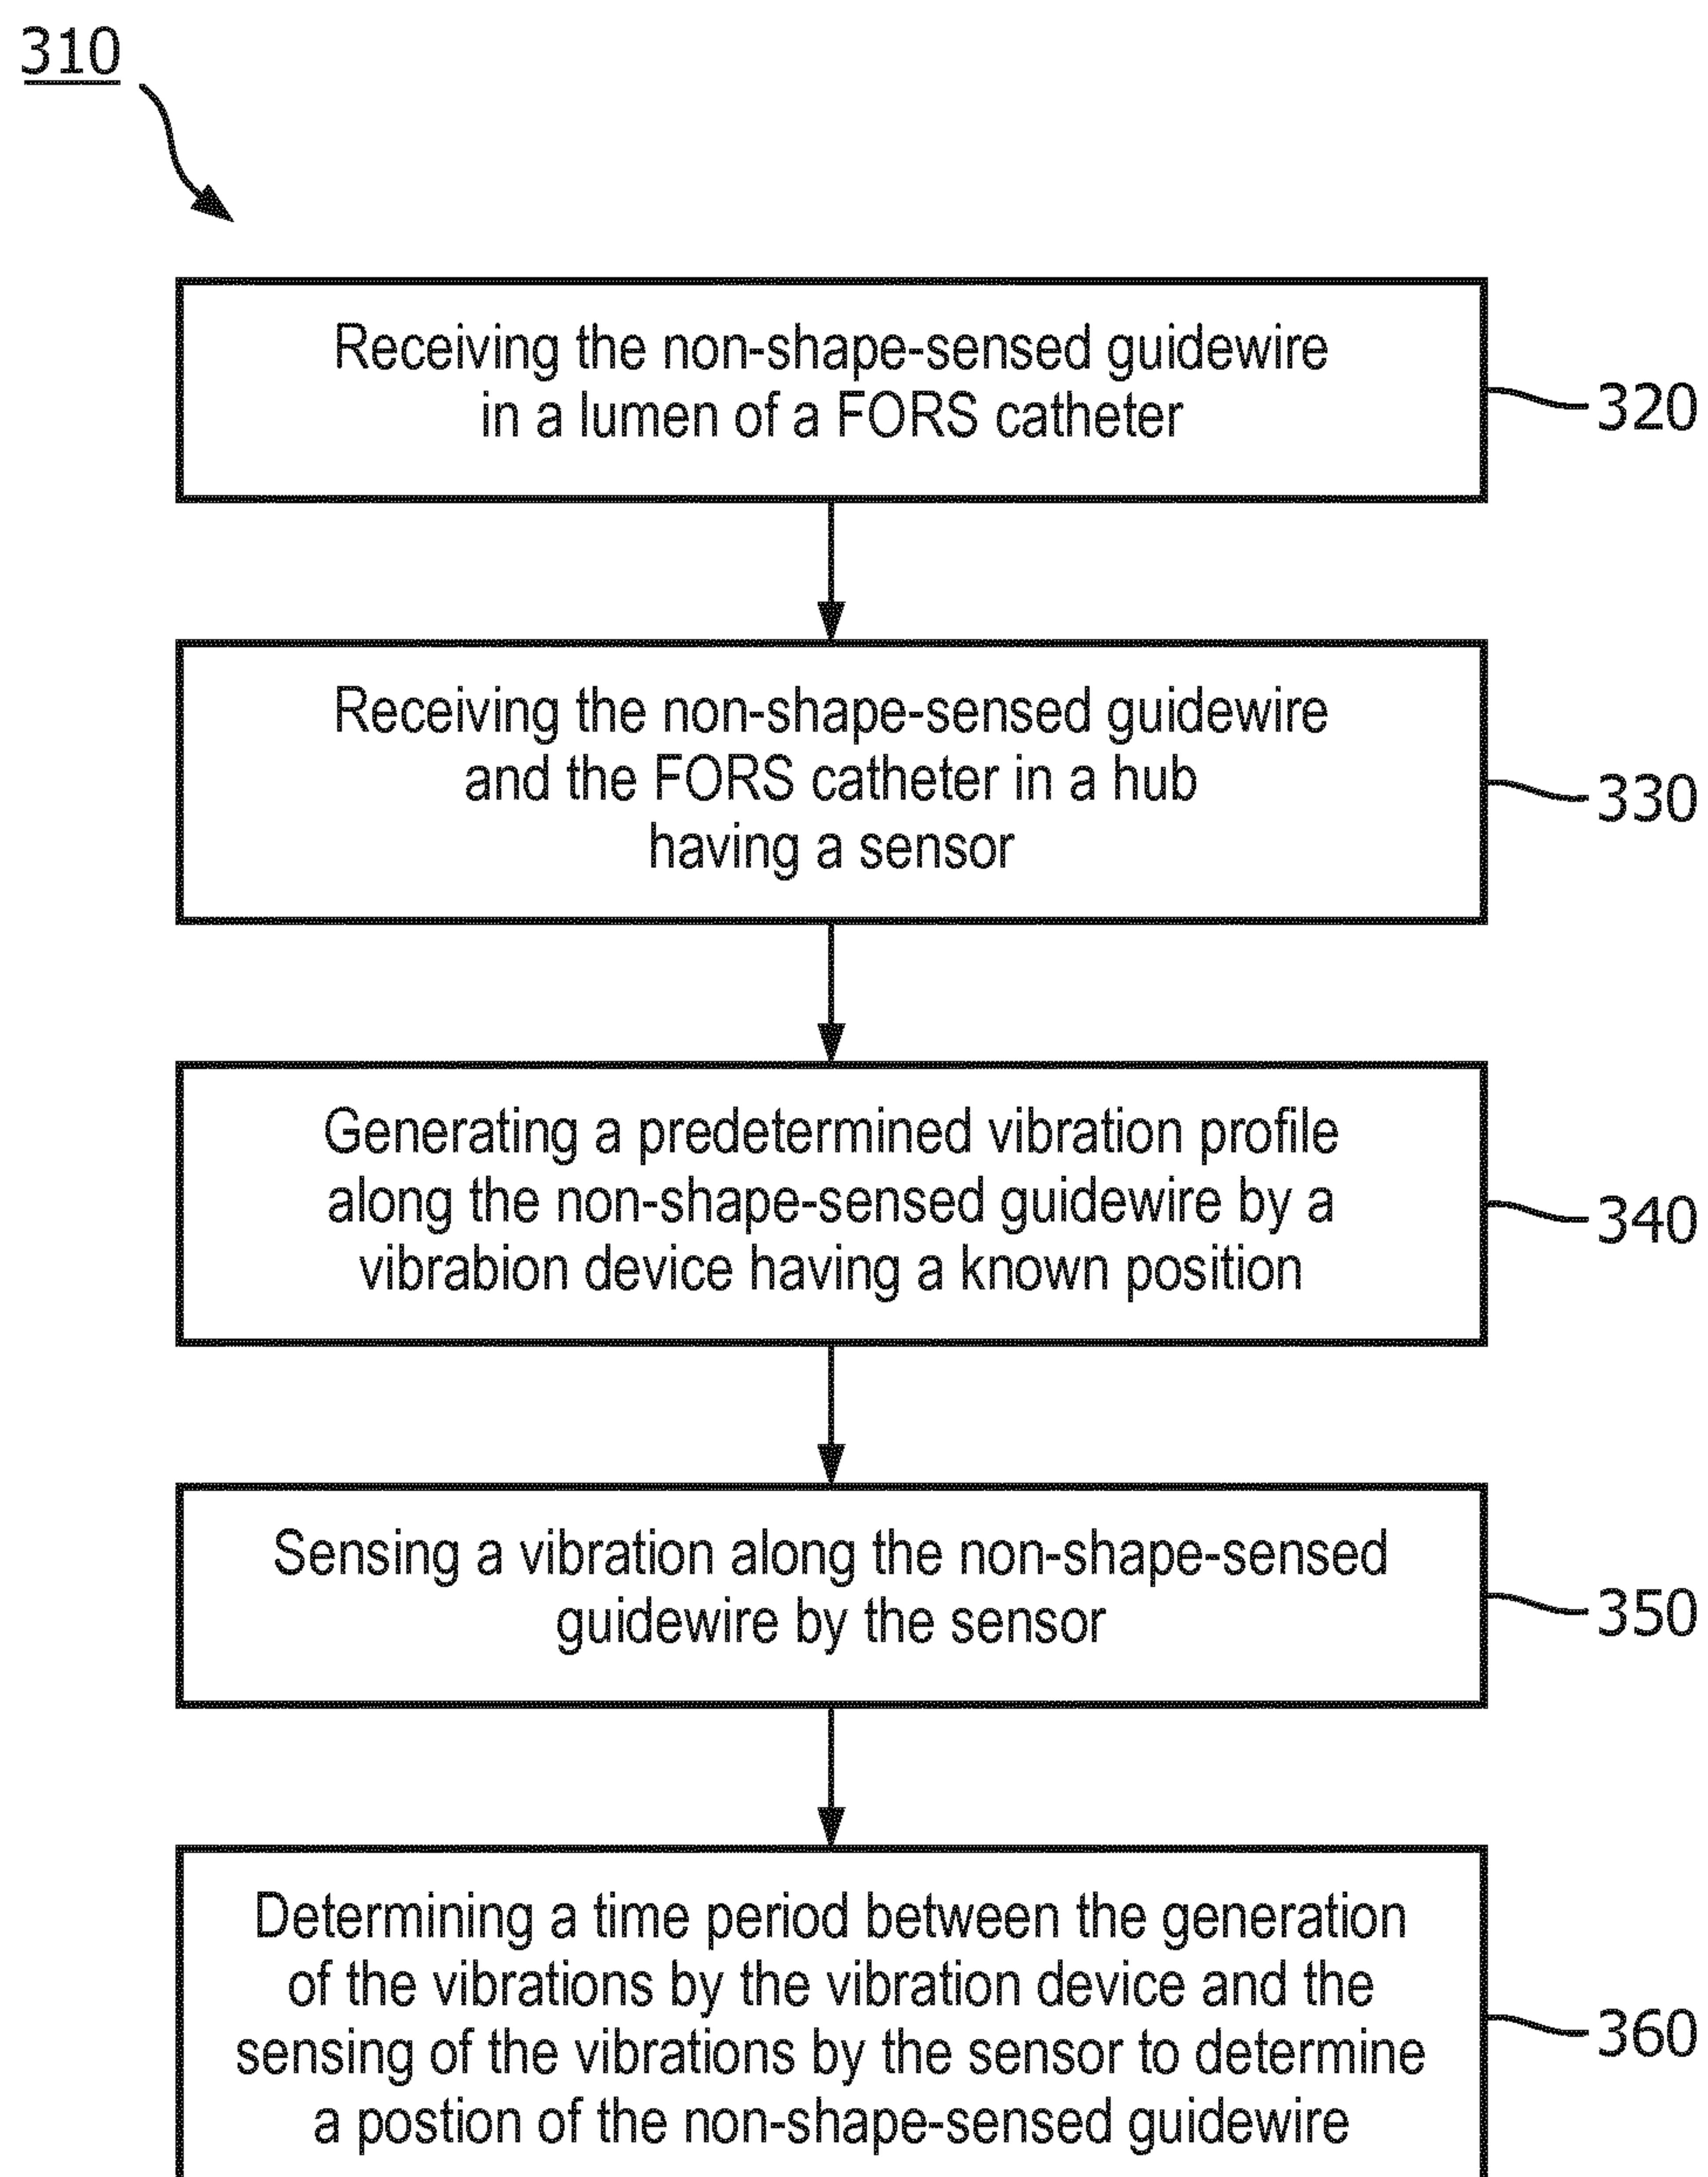 310
Receiving the non-shape-sensed guidewire
in a lumen of a FORS catheter
320
Receiving the non-shape-sensed guidewire
and the FORS catheter in a hub
having a sensor
330
Generating a predetermined vibration profile
along the non-shape-sensed guidewire by a
vibrabion device having a known position
340
Sensing a vibration along the non-shape-sensed
guidewire by the sensor
350
Determining a time period between the generation
of the vibrations by the vibration device and the
sensing of the vibrations by the sensor to determine
a postion of the non-shape-sensed guidewire
360